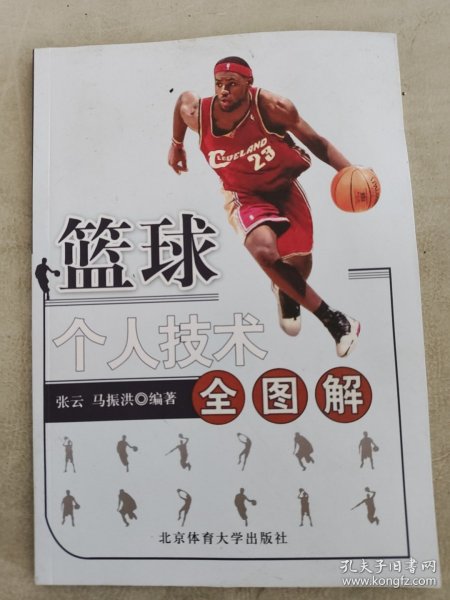 CLEVELAND
23
篮球
个人技术
全图解
张云 马振洪◎编著
北京体育大学出版社
孔夫子旧书网
www.kongfz.com